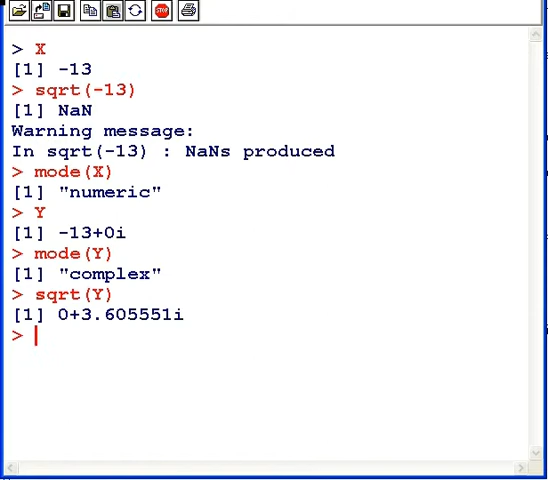 > X
[1] -13
> sqrt(-13)
[1] NaN
Warning message:
In sqrt(-13) : NaNs produced
> mode(X)
[1] "numeric"
> Y
[1] -13+0i
> mode(Y)
[1] "complex"
> sqrt(Y)
[1] 0+3.605551i
>